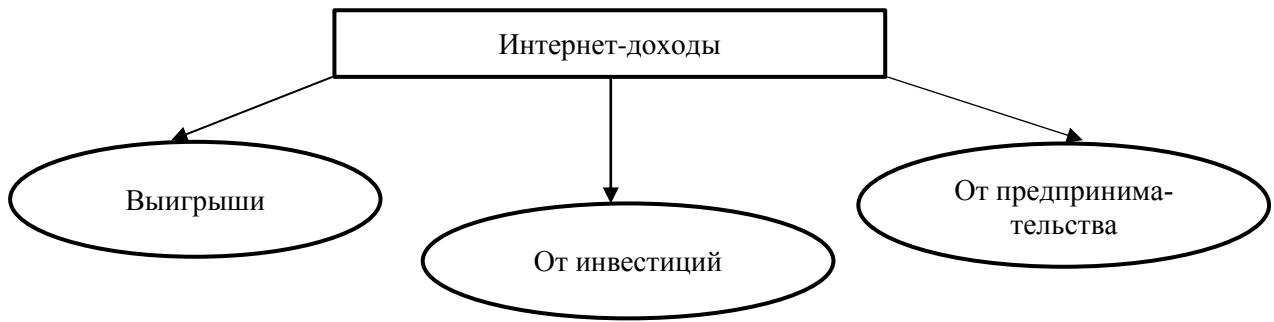 Интернет-доходы
Выигрыши
От инвестиций
От предпринима-
тельства